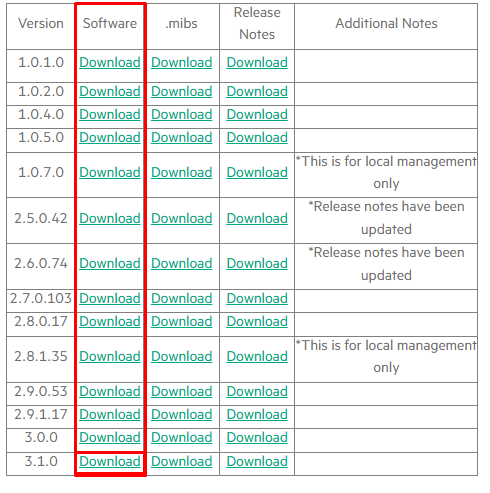 Version Software .mibs Release Notes Additional Notes
1.0.1.0 Download Download Download
1.0.2.0 Download Download Download
1.0.4.0 Download Download Download
1.0.5.0 Download Download Download
1.0.7.0 Download Download Download *This is for local management only
2.5.0.42 Download Download Download *Release notes have been updated
2.6.0.74 Download Download Download *Release notes have been updated
2.7.0.103 Download Download Download
2.8.0.17 Download Download Download
2.8.1.35 Download Download Download *This is for local management only
2.9.0.53 Download Download Download
2.9.1.17 Download Download Download
3.0.0 Download Download Download
3.1.0 Download Download Download